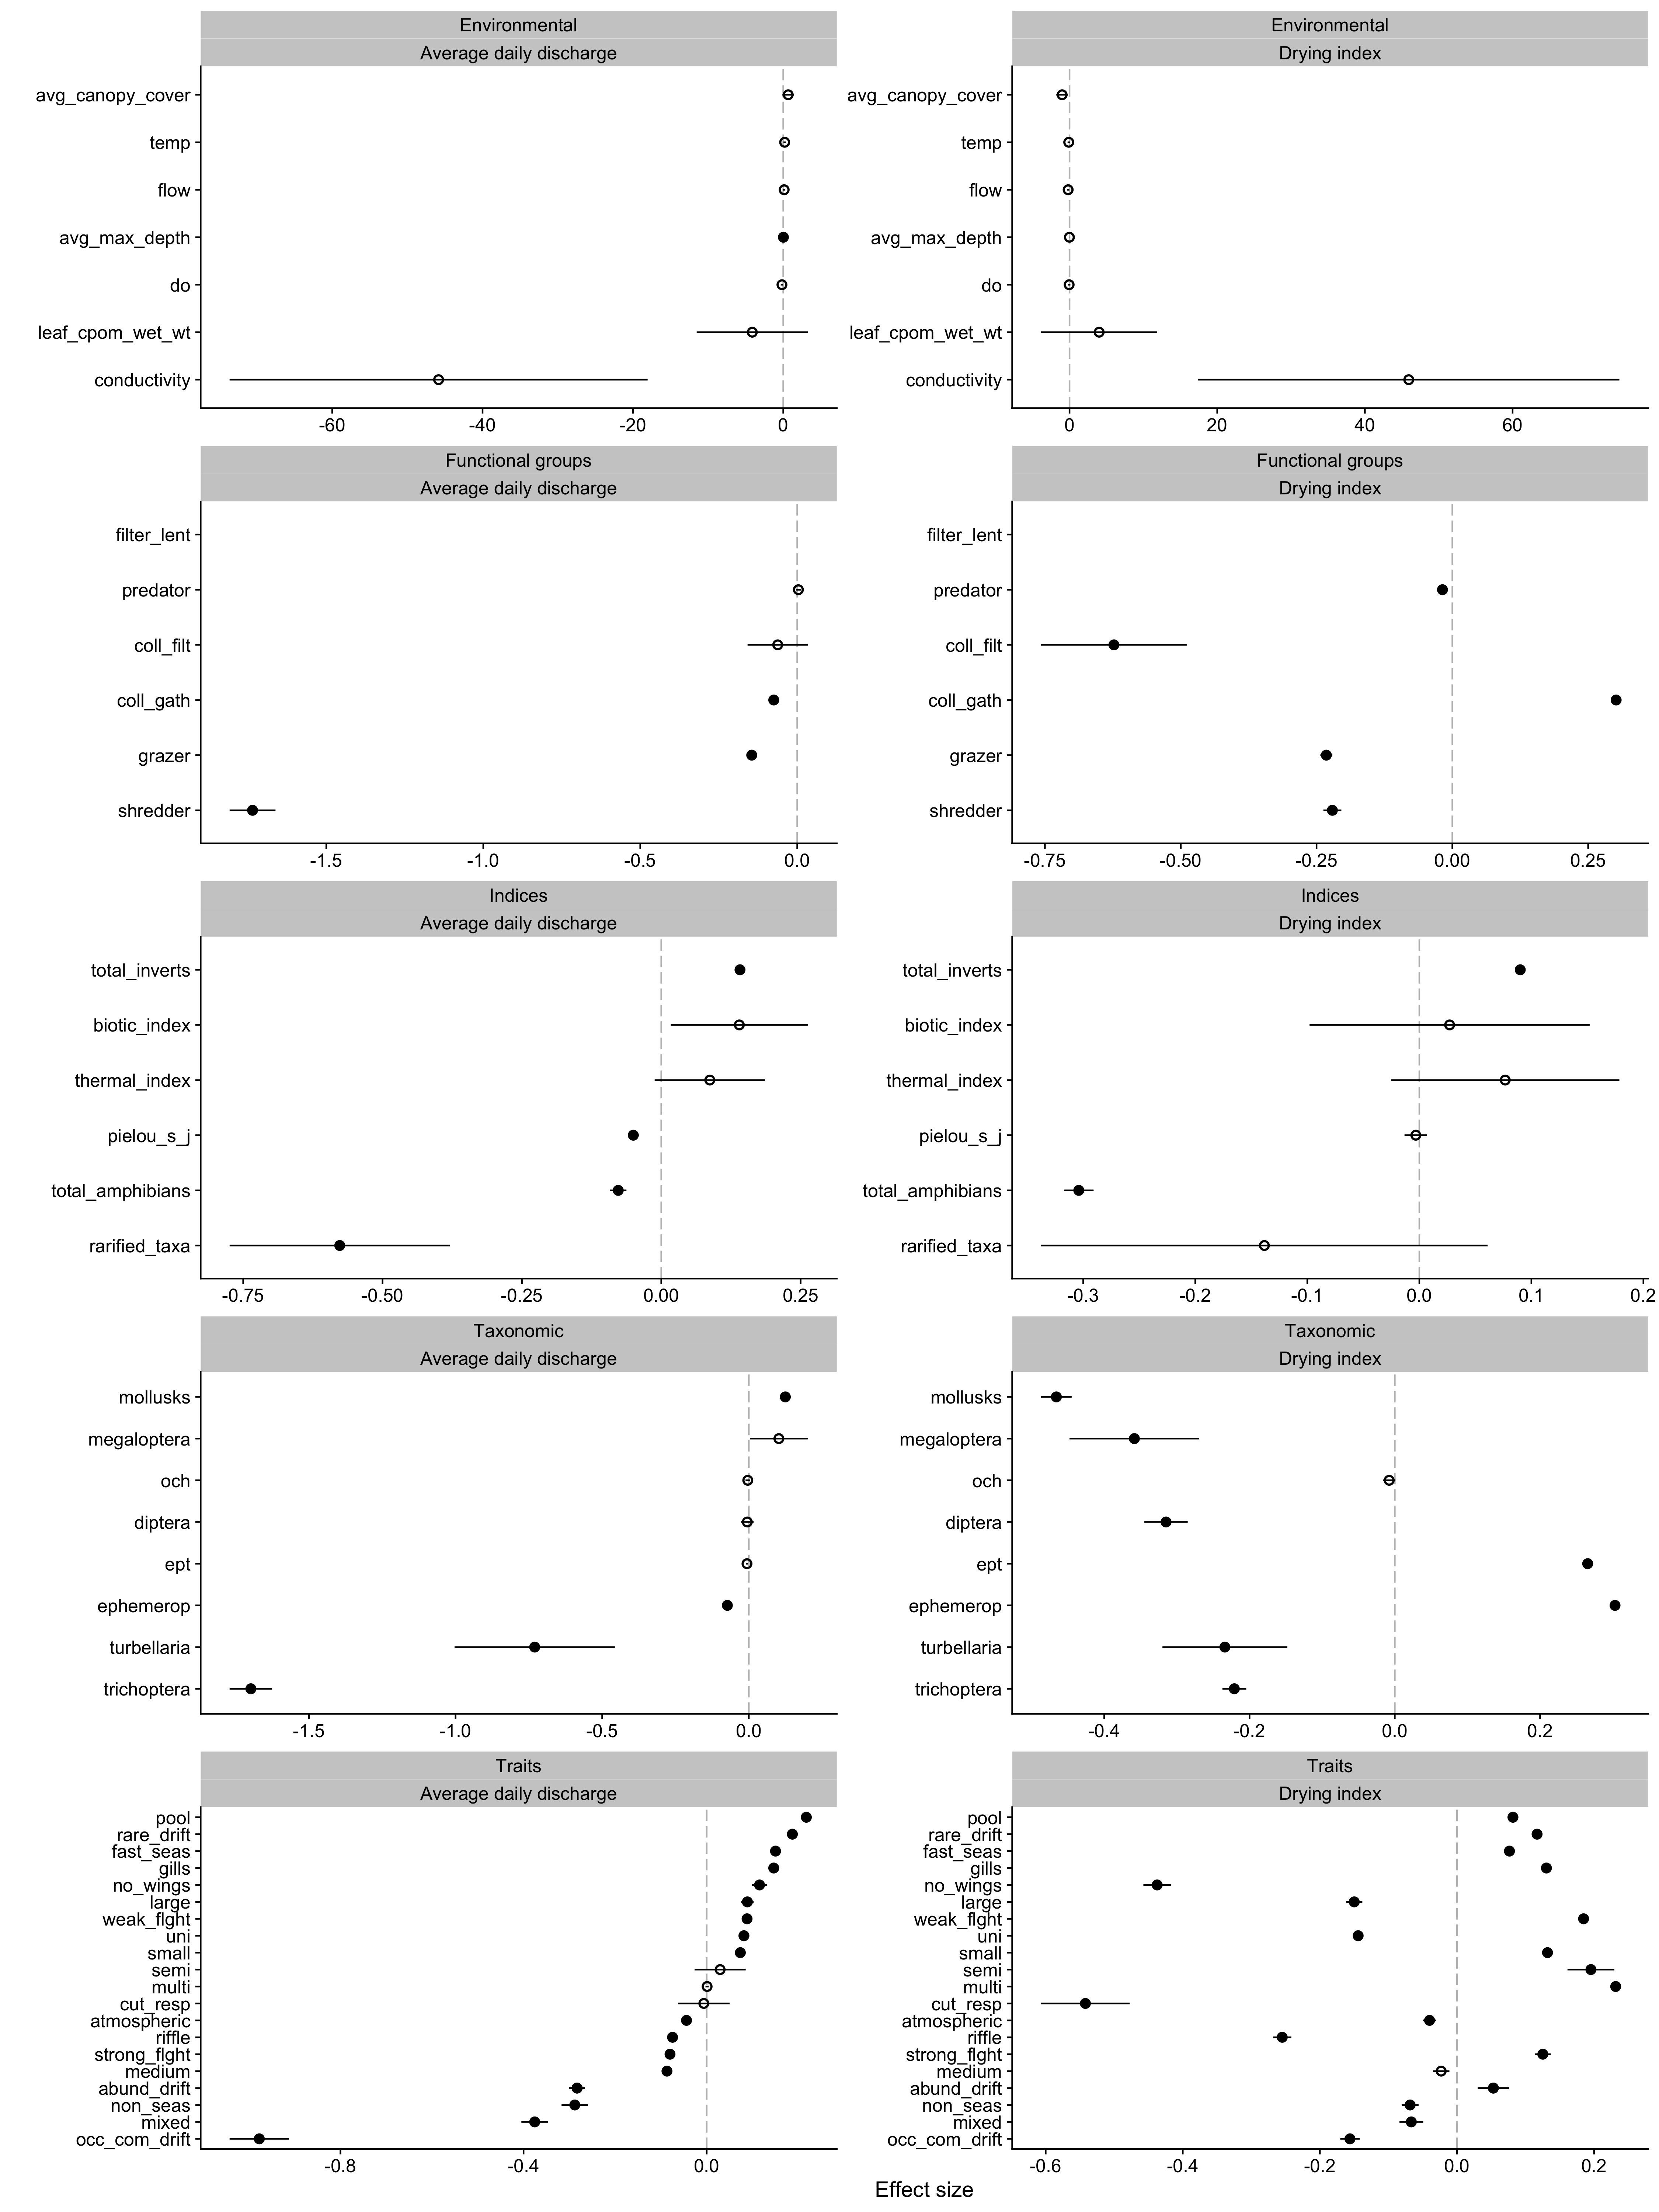 Environmental
Average daily discharge
avg_canopy_cover
temp
flow
avg_max_depth
do
leaf_cpom_wet_wt
conductivity
-60 -40 -20 0
Environmental
Drying index
avg_canopy_cover
temp
flow
avg_max_depth
do
leaf_cpom_wet_wt
conductivity
0 20 40 60
Functional groups
Average daily discharge
filter_lent
predator
coll_filt
coll_gath
grazer
shredder
-1.5 -1.0 -0.5 0.0
Functional groups
Drying index
filter_lent
predator
coll_filt
coll_gath
grazer
shredder
-0.75 -0.50 -0.25 0.00 0.25
Indices
Average daily discharge
total_inverts
biotic_index
thermal_index
pielou_s_j
total_amphibians
rarified_taxa
-0.75 -0.50 -0.25 0.00 0.25
Indices
Drying index
total_inverts
biotic_index
thermal_index
pielou_s_j
total_amphibians
rarified_taxa
-0.3 -0.2 -0.1 0.0 0.1 0.2
Taxonomic
Average daily discharge
mollusks
megaloptera
och
diptera
ept
ephemerop
turbellaria
trichoptera
-1.5 -1.0 -0.5 0.0
Taxonomic
Drying index
mollusks
megaloptera
och
diptera
ept
ephemerop
turbellaria
trichoptera
-0.4 -0.2 0.0 0.2
Traits
Average daily discharge
pool
rare_drift
fast_seas
gills
no_wings
large
weak_flght
uni
small
semi
multi
cut_resp
atmospheric
riffle
strong_flght
medium
abund_drift
non_seas
mixed
occ_com_drift
-0.8 -0.4 0.0
Traits
Drying index
pool
rare_drift
fast_seas
gills
no_wings
large
weak_flght
uni
small
semi
multi
cut_resp
atmospheric
riffle
strong_flght
medium
abund_drift
non_seas
mixed
occ_com_drift
-0.6 -0.4 -0.2 0.0 0.2
Effect size